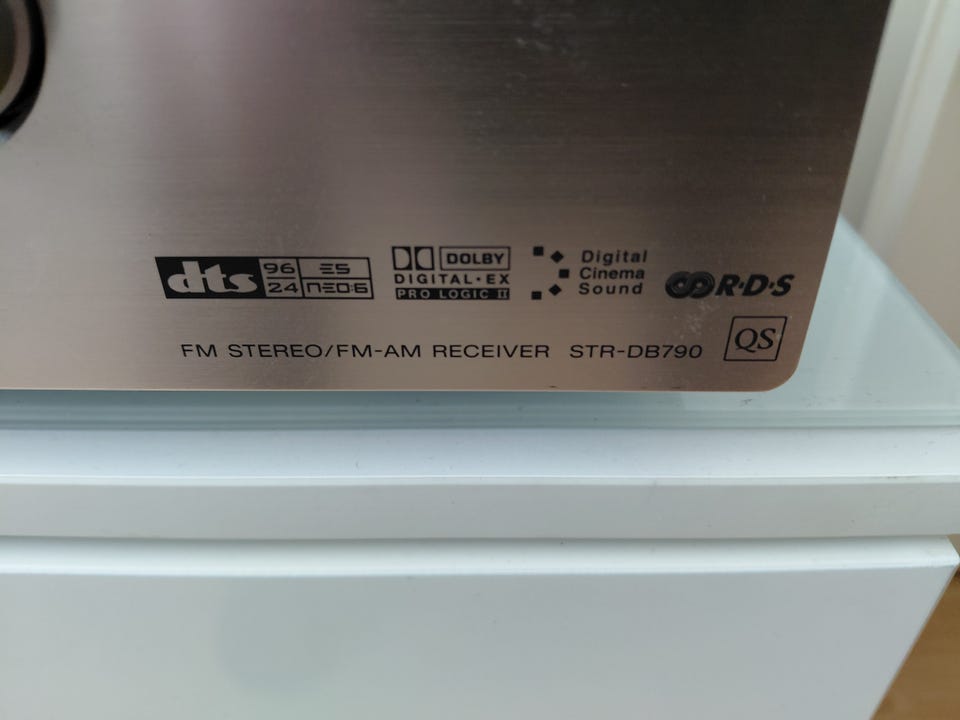 dts 96 24 ES NEO:6
DOLBY
DIGITAL·EX
PRO LOGIC II
Digital
Cinema
Sound
R·D·S
FM STEREO/FM-AM RECEIVER STR-DB790 QS